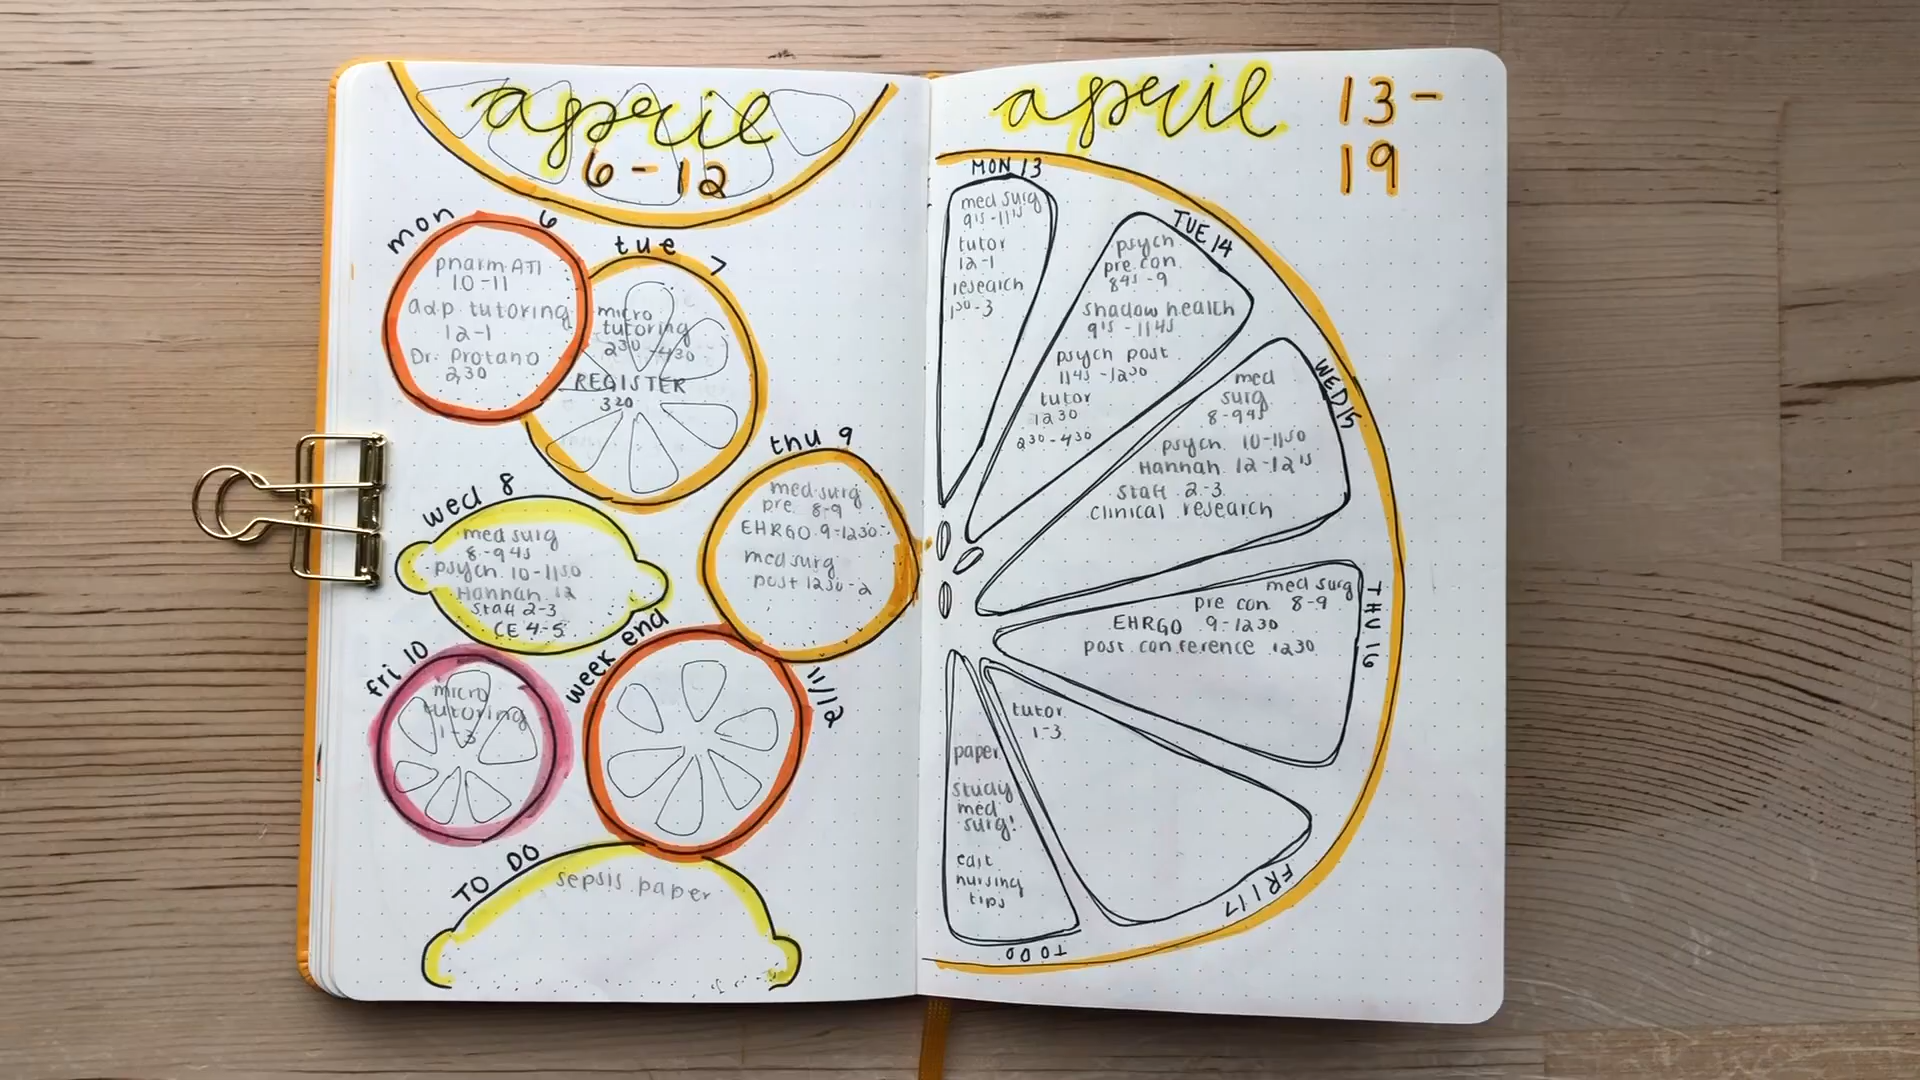 april
6-12
mon 6
pharm ATI
10-11
a&p tutoring
12-1
Dr. Protano
2:30
tue 7
micro
tutoring
2³⁰-4³⁰
REGISTER
3²⁰
wed 8
med surg
8-9⁴⁵
psych 10-11⁵⁰
Hannah 12
Staff 2-3
CE 4-5
thu 9
med surg
pre 8-9
EHRGO 9-12³⁰
med surg
post 12³⁰-2
fri 10
micro
tutoring
1-3
week end 11/12
TO DO
sepsis paper
april 13-
19
MON 13
med surg
9¹⁵-11¹⁵
tutor
12-1
research
1³⁰-3
TUE 14
psych
pre con
8⁴⁵-9
shadow health
9¹⁵-11⁴⁵
psych post
11⁴⁵-12³⁰
tutor
12³⁰
2³⁰-4³⁰
WED 15
med
surg
8-9⁴⁵
psych 10-11⁵⁰
Hannah 12-12¹⁵
Staff 2-3
clinical research
THU 16
med surg
pre con 8-9
EHRGO 9-12³⁰
post conference 12³⁰
FRI 17
tutor
1-3
TO DO
paper
study
med
surg!
edit
nursing
tips